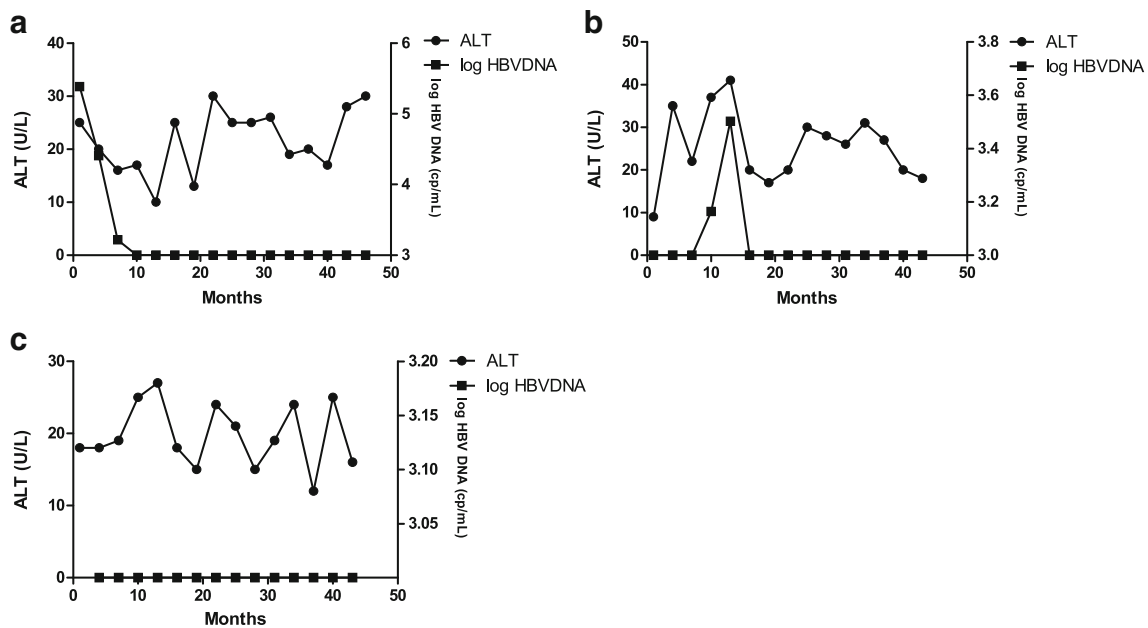 a
ALT
log HBVDNA
ALT (U/L)
40
30
20
10
0
log HBV DNA (cp/mL)
6
5
4
3
0 10 20 30 40 50
Months
b
ALT
log HBVDNA
ALT (U/L)
50
40
30
20
10
0
log HBV DNA (cp/mL)
3.8
3.6
3.4
3.2
3.0
0 10 20 30 40 50
Months
c
ALT
log HBVDNA
ALT (U/L)
30
20
10
0
log HBV DNA (cp/mL)
3.20
3.15
3.10
3.05
0 10 20 30 40 50
Months